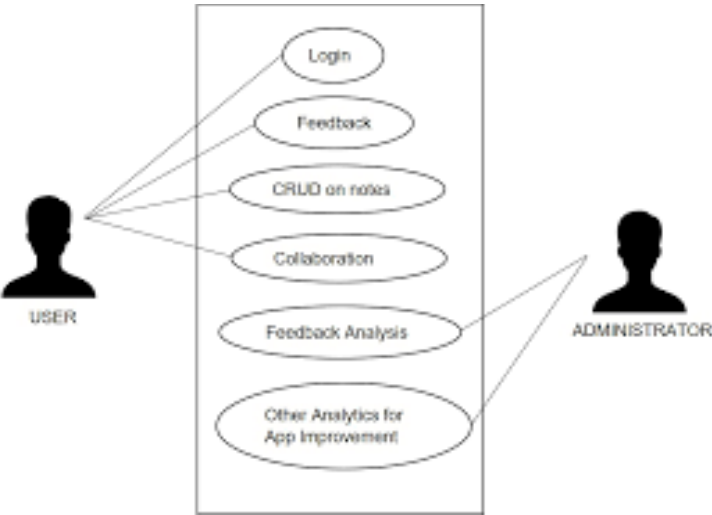 Login
Feedback
CRUD on notes
Collaboration
USER
Feedback Analysis
ADMINISTRATOR
Other Analytics for
App Improvement